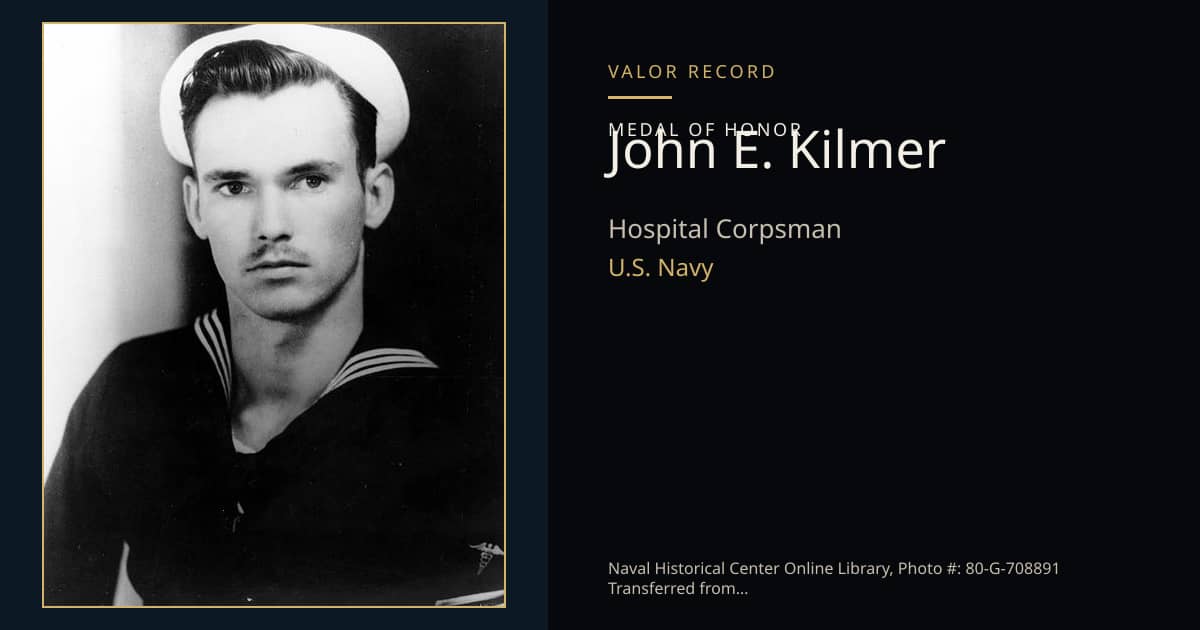 VALOR RECORD
MEDAL OF HONOR
John E. Kilmer
Hospital Corpsman
U.S. Navy
Naval Historical Center Online Library, Photo #: 80-G-708891
Transferred from...